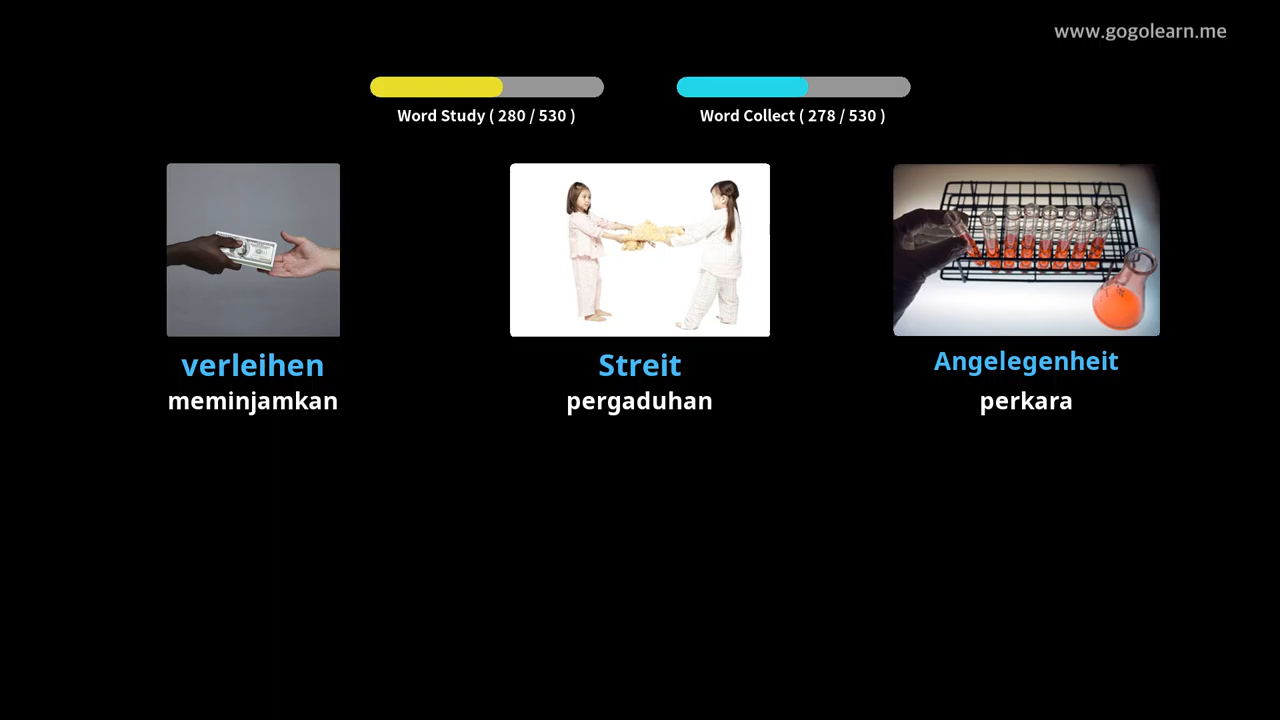 www.gogolearn.me
Word Study ( 280 / 530 )
Word Collect ( 278 / 530 )
verleihen
meminjamkan
Streit
pergaduhan
Angelegenheit
perkara